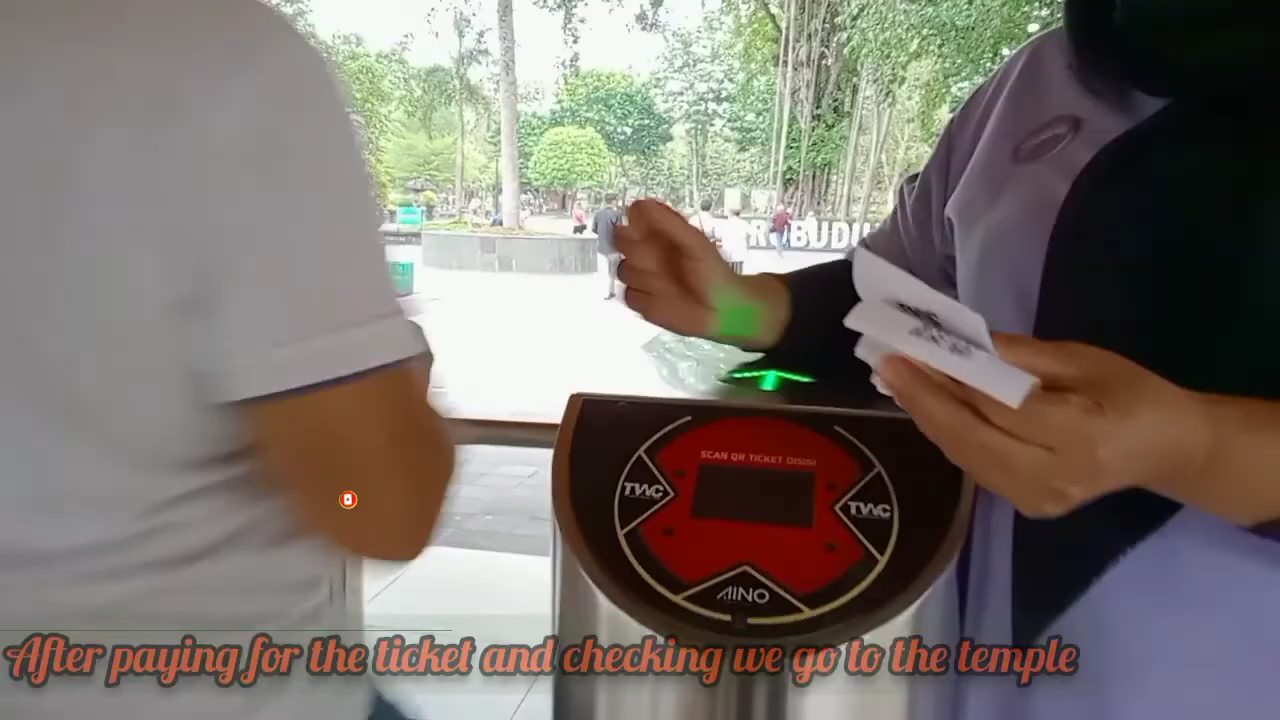 R BUDU
SCAN QR TICKET DISINI
TWC
TWC
AINO
After paying for the ticket and checking we go to the temple